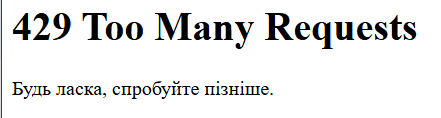 429 Too Many Requests
Будь ласка, спробуйте пізніше.